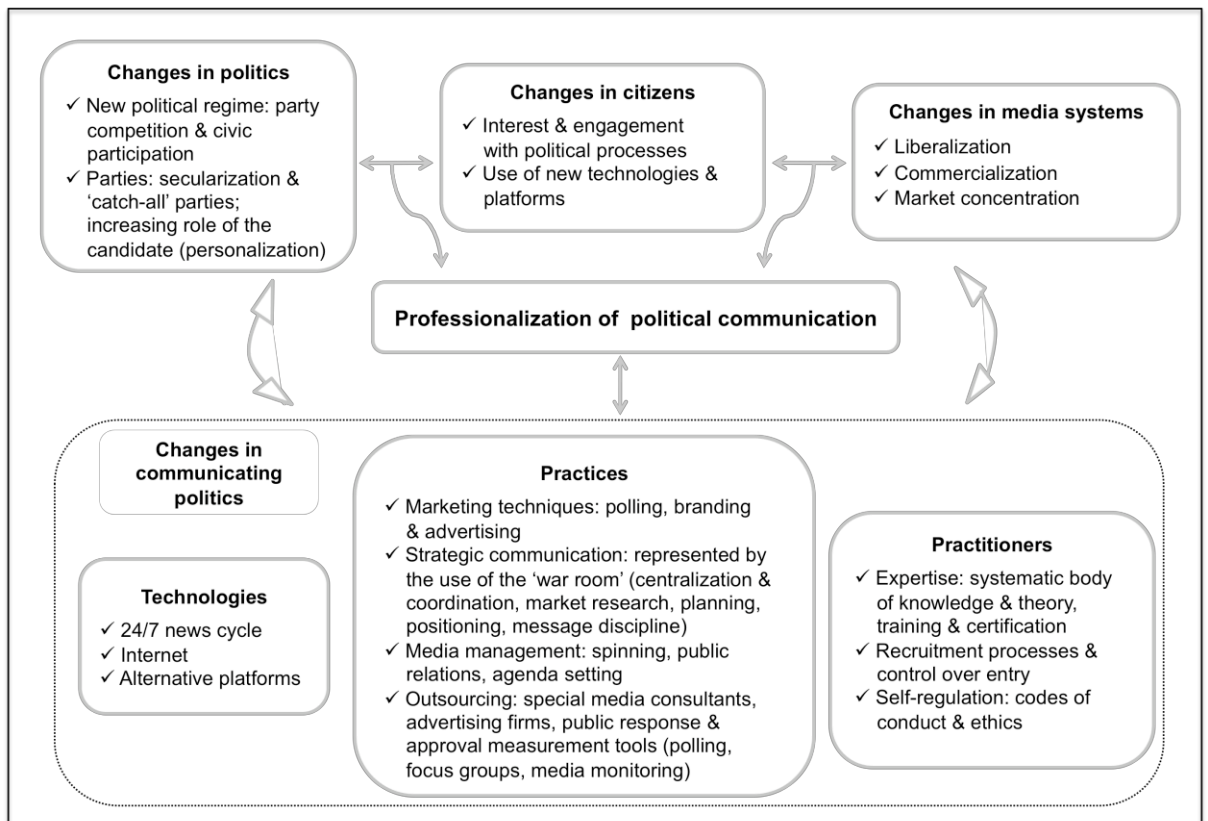 Changes in politics
✓ New political regime: party
competition & civic
participation
✓ Parties: secularization &
‘catch-all’ parties;
increasing role of the
candidate (personalization)
Changes in citizens
✓ Interest & engagement
with political processes
✓ Use of new technologies &
platforms
Changes in media systems
✓ Liberalization
✓ Commercialization
✓ Market concentration
Professionalization of political communication
Changes in
communicating
politics
Technologies
✓ 24/7 news cycle
✓ Internet
✓ Alternative platforms
Practices
✓ Marketing techniques: polling, branding
& advertising
✓ Strategic communication: represented by
the use of the ‘war room’ (centralization &
coordination, market research, planning,
positioning, message discipline)
✓ Media management: spinning, public
relations, agenda setting
✓ Outsourcing: special media consultants,
advertising firms, public response &
approval measurement tools (polling,
focus groups, media monitoring)
Practitioners
✓ Expertise: systematic body
of knowledge & theory,
training & certification
✓ Recruitment processes &
control over entry
✓ Self-regulation: codes of
conduct & ethics